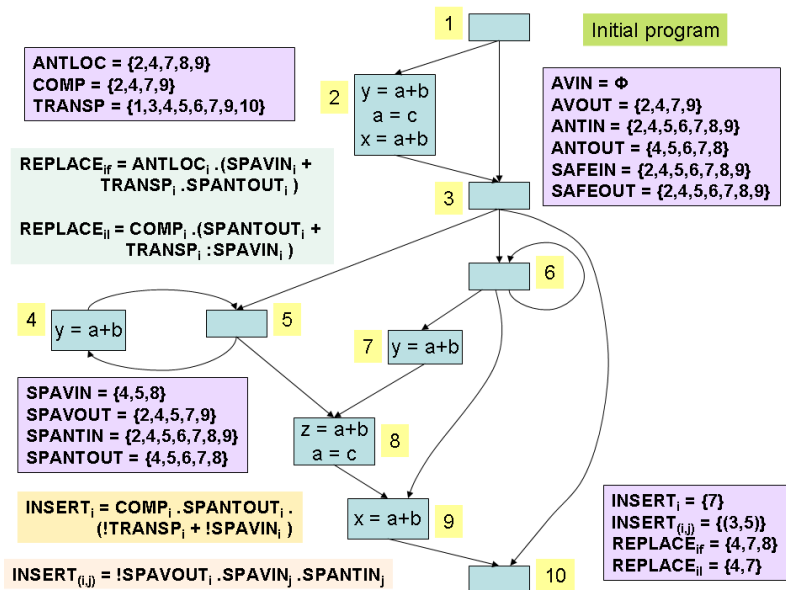 1
Initial program
ANTLOC = {2,4,7,8,9}
COMP = {2,4,7,9}
TRANSP = {1,3,4,5,6,7,9,10}
2
y = a+b
a = c
x = a+b
AVIN = Φ
AVOUT = {2,4,7,9}
ANTIN = {2,4,5,6,7,8,9}
ANTOUT = {4,5,6,7,8}
SAFEIN = {2,4,5,6,7,8,9}
SAFEOUT = {2,4,5,6,7,8,9}
REPLACEif = ANTLOCi .(SPAVINi +
TRANSPi .SPANTOUTi )
REPLACEil = COMPi .(SPANTOUTi +
TRANSPi :SPAVINi )
3
6
4
y = a+b
5
7
y = a+b
SPAVIN = {4,5,8}
SPAVOUT = {2,4,5,7,9}
SPANTIN = {2,4,5,6,7,8,9}
SPANTOUT = {4,5,6,7,8}
z = a+b
a = c
8
INSERTi = COMPi .SPANTOUTi .
(!TRANSPi + !SPAVINi )
x = a+b
9
INSERTi = {7}
INSERT(i,j) = {(3,5)}
REPLACEif = {4,7,8}
REPLACEil = {4,7}
INSERT(i,j) = !SPAVOUTi .SPAVINj .SPANTINj
10